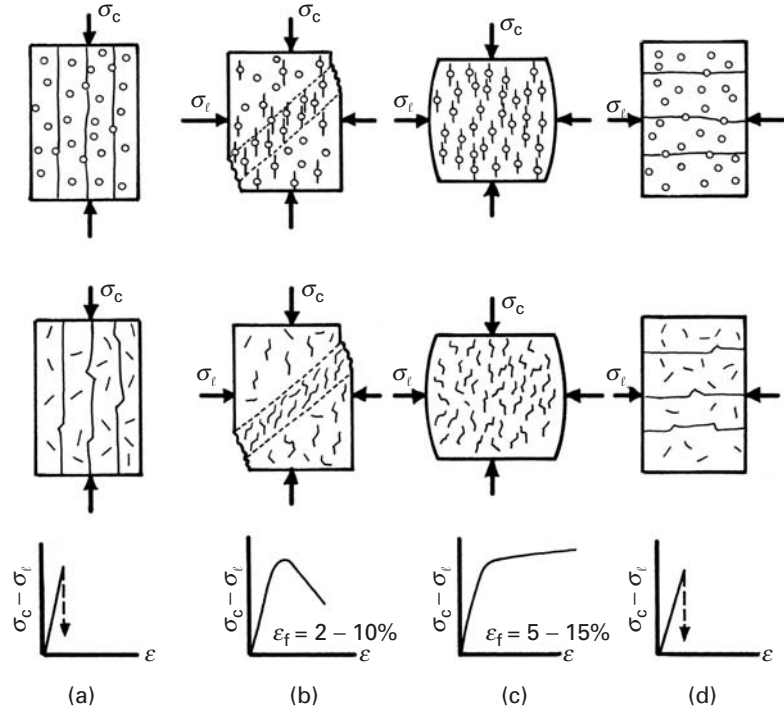 σc σc σc
σℓ σℓ
σc σc σc
σℓ σℓ σℓ
σc – σℓ σc – σℓ σc – σℓ σc – σℓ
εf = 2 – 10% εf = 5 – 15%
ε ε ε ε
(a) (b) (c) (d)